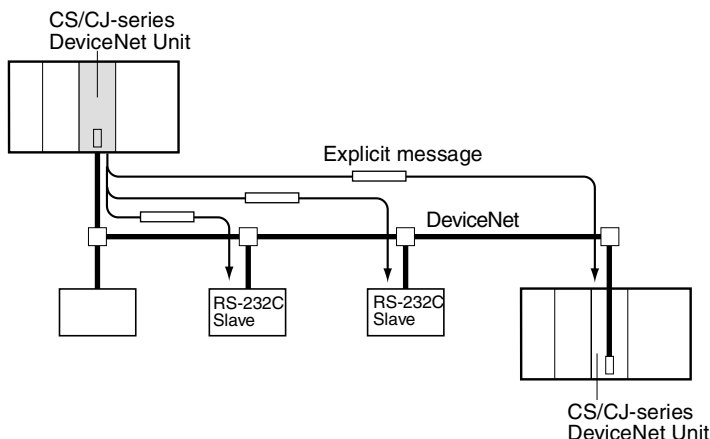 CS/CJ-series
DeviceNet Unit
Explicit message
DeviceNet
RS-232C
Slave
RS-232C
Slave
CS/CJ-series
DeviceNet Unit